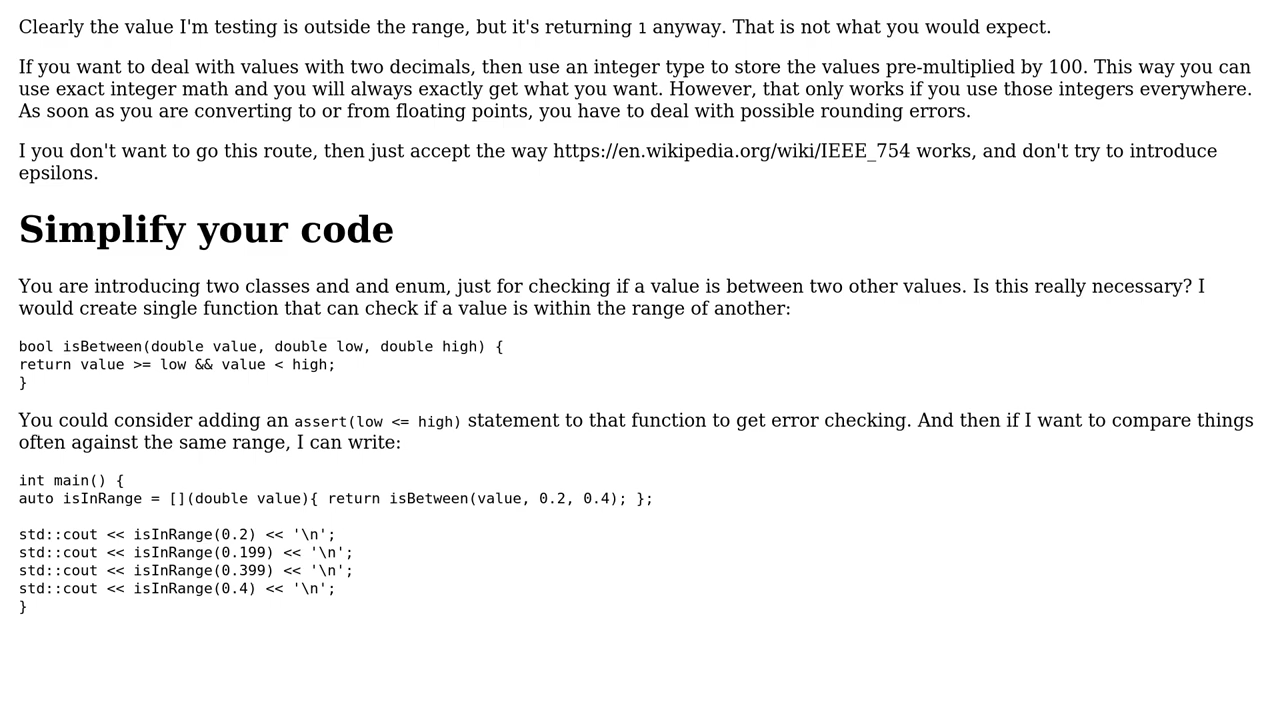 Clearly the value I'm testing is outside the range, but it's returning 1 anyway. That is not what you would expect.
If you want to deal with values with two decimals, then use an integer type to store the values pre-multiplied by 100. This way you can
use exact integer math and you will always exactly get what you want. However, that only works if you use those integers everywhere.
As soon as you are converting to or from floating points, you have to deal with possible rounding errors.
I you don't want to go this route, then just accept the way https://en.wikipedia.org/wiki/IEEE_754 works, and don't try to introduce
epsilons.
Simplify your code
You are introducing two classes and and enum, just for checking if a value is between two other values. Is this really necessary? I
would create single function that can check if a value is within the range of another:
bool isBetween(double value, double low, double high) {
return value >= low && value < high;
}
You could consider adding an assert(low <= high) statement to that function to get error checking. And then if I want to compare things
often against the same range, I can write:
int main() {
auto isInRange = [](double value){ return isBetween(value, 0.2, 0.4); };
std::cout << isInRange(0.2) << '\n';
std::cout << isInRange(0.199) << '\n';
std::cout << isInRange(0.399) << '\n';
std::cout << isInRange(0.4) << '\n';
}